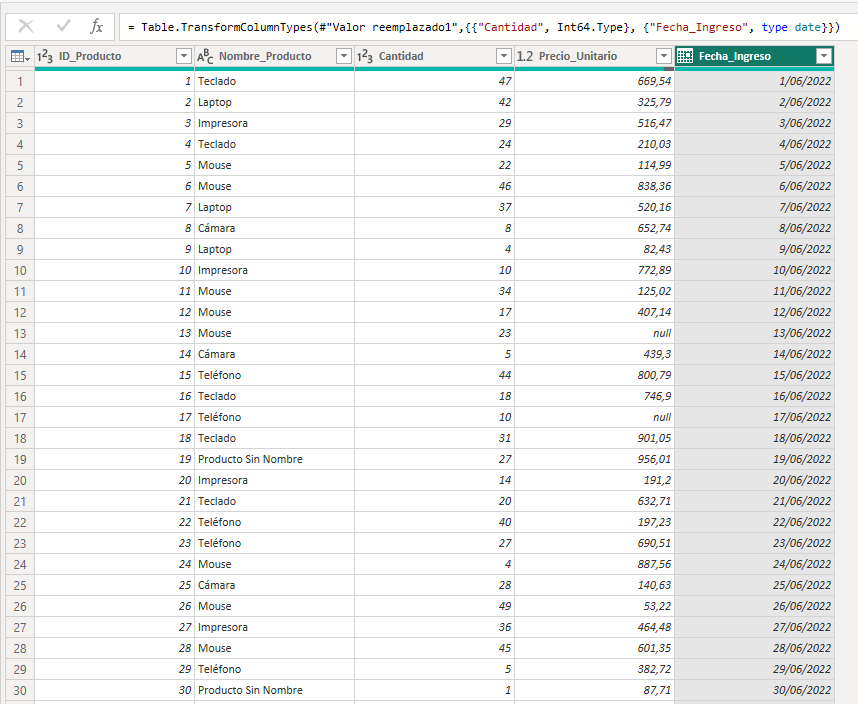 fx = Table.TransformColumnTypes(#"Valor reemplazado1",{{"Cantidad", Int64.Type}, {"Fecha_Ingreso", type date}})
123 ID_Producto ABC Nombre_Producto 123 Cantidad 1.2 Precio_Unitario Fecha_Ingreso
1 1 Teclado 47 669,54 1/06/2022
2 2 Laptop 42 325,79 2/06/2022
3 3 Impresora 29 516,47 3/06/2022
4 4 Teclado 24 210,03 4/06/2022
5 5 Mouse 22 114,99 5/06/2022
6 6 Mouse 46 838,36 6/06/2022
7 7 Laptop 37 520,16 7/06/2022
8 8 Cámara 8 652,74 8/06/2022
9 9 Laptop 4 82,43 9/06/2022
10 10 Impresora 10 772,89 10/06/2022
11 11 Mouse 34 125,02 11/06/2022
12 12 Mouse 17 407,14 12/06/2022
13 13 Mouse 23 null 13/06/2022
14 14 Cámara 5 439,3 14/06/2022
15 15 Teléfono 44 800,79 15/06/2022
16 16 Teclado 18 746,9 16/06/2022
17 17 Teléfono 10 null 17/06/2022
18 18 Teclado 31 901,05 18/06/2022
19 19 Producto Sin Nombre 27 956,01 19/06/2022
20 20 Impresora 14 191,2 20/06/2022
21 21 Teclado 20 632,71 21/06/2022
22 22 Teléfono 40 197,23 22/06/2022
23 23 Teléfono 27 690,51 23/06/2022
24 24 Mouse 4 887,56 24/06/2022
25 25 Cámara 28 140,63 25/06/2022
26 26 Mouse 49 53,22 26/06/2022
27 27 Impresora 36 464,48 27/06/2022
28 28 Mouse 45 601,35 28/06/2022
29 29 Teléfono 5 382,72 29/06/2022
30 30 Producto Sin Nombre 1 87,71 30/06/2022